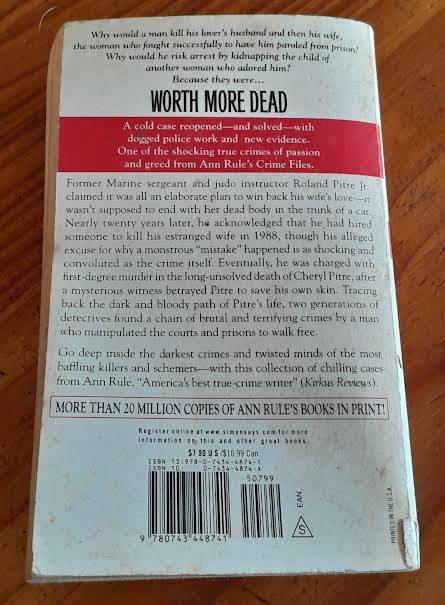 Why would a man kill his lover's husband and then his wife,
the woman who fought successfully to have him paroled from prison?
Why would he risk arrest by kidnapping the child of
another woman who adored him?
Because they were...
WORTH MORE DEAD
A cold case reopened—and solved—with
dogged police work and new evidence.
One of the shocking true crimes of passion
and greed from Ann Rule's Crime Files.
Former Marine sergeant and judo instructor Roland Pitre Jr.
claimed it was all an elaborate plan to win back his wife's love—it
wasn't supposed to end with her dead body in the trunk of a car.
Nearly twenty years later, he acknowledged that he had hired
someone to kill his estranged wife in 1988, though his alleged
excuse for why a monstrous "mistake" happened is as shocking and
convoluted as the crime itself. Eventually, he was charged with
first-degree murder in the long-unsolved death of Cheryl Pitre, after
a mysterious witness betrayed Pitre to save his own skin. Tracing
back the dark and bloody path of Pitre's life, two generations of
detectives found a chain of brutal and terrifying crimes by a man
who manipulated the courts and prisons to walk free.
Go deep inside the darkest crimes and twisted minds of the most
baffling killers and schemers—with this collection of chilling cases
from Ann Rule, "America's best true-crime writer" (Kirkus Reviews).
MORE THAN 20 MILLION COPIES OF ANN RULE'S BOOKS IN PRINT!
Register online at www.simonsays.com for more
information on this and other great books.
$7.99 U.S./$10.99 Can
ISBN 13:978-0-7434-4874-1
ISBN 10: 0-7434-4874-X
50799
EAN
S
9 780743 448741
PRINTED IN THE U.S.A.